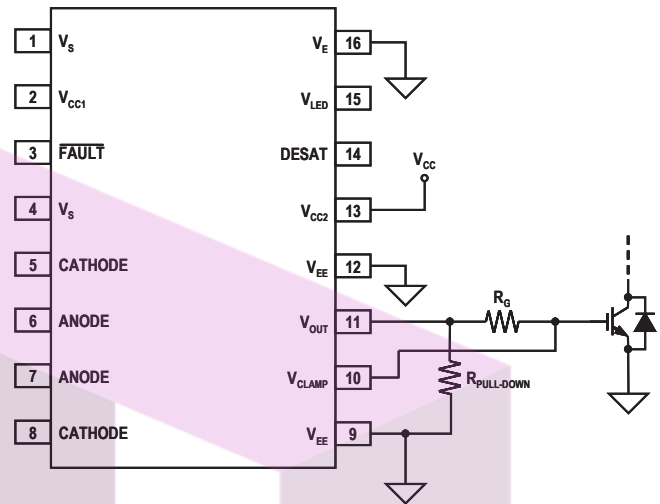 1 VS
VE 16
2 VCC1
VLED 15
3 FAULT
DESAT 14
VCC
4 VS
VCC2 13
5 CATHODE
VEE 12
6 ANODE
VOUT 11
RG
7 ANODE
VCLAMP 10
RPULL-DOWN
8 CATHODE
VEE 9